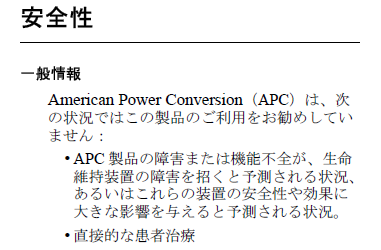 安全性
一般情報
American Power Conversion（APC）は、次
の状況ではこの製品のご利用をお勧めしてい
ません：
• APC 製品の障害または機能不全が、生命
維持装置の障害を招くと予測される状況、
あるいはこれらの装置の安全性や効果に
大きな影響を与えると予測される状況。
• 直接的な患者治療